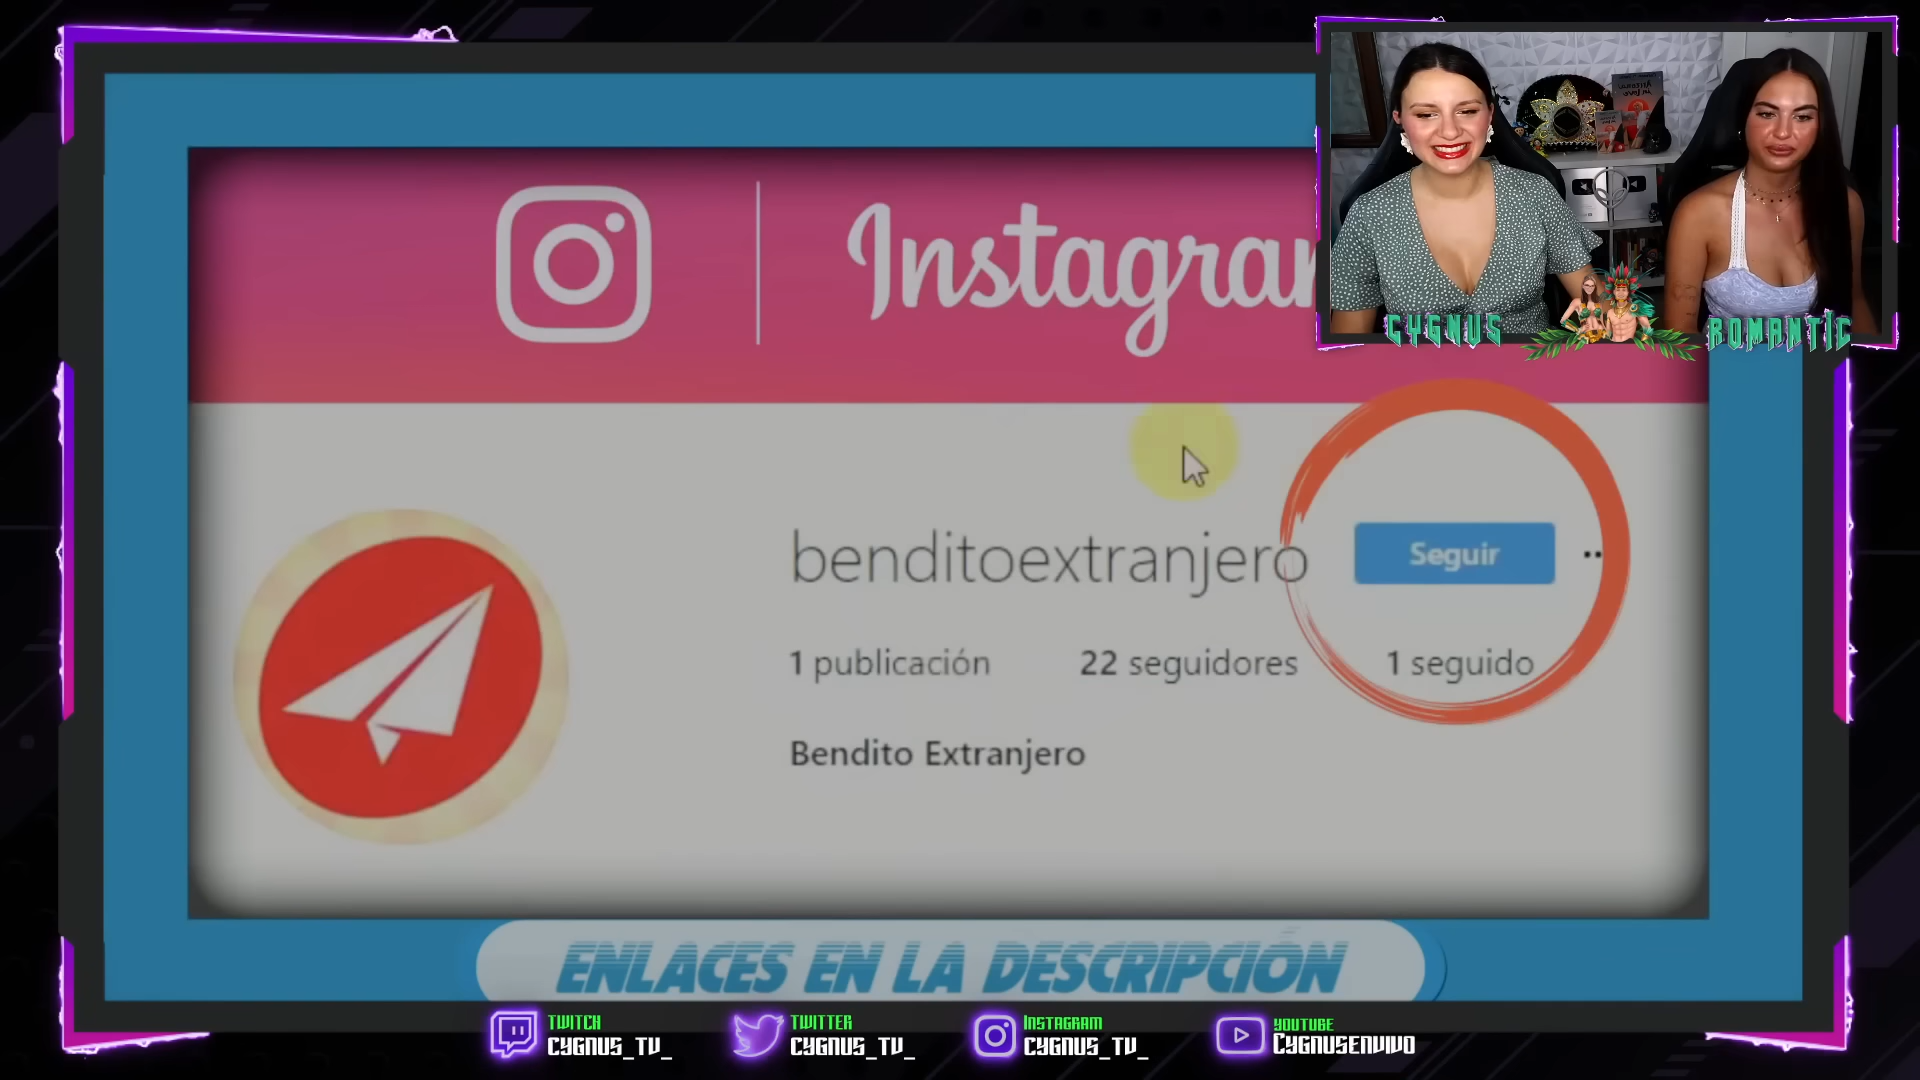 Instagram
benditoextranjero
Seguir
1 publicación
22 seguidores
1 seguido
Bendito Extranjero
ENLACES EN LA DESCRIPCIÓN
CYGNUS
ROMANTIC
TWITCH
CYGNUS_TV_
TWITTER
CYGNUS_TV_
INSTAGRAM
CYGNUS_TV_
YOUTUBE
CYGNUSENVIVO